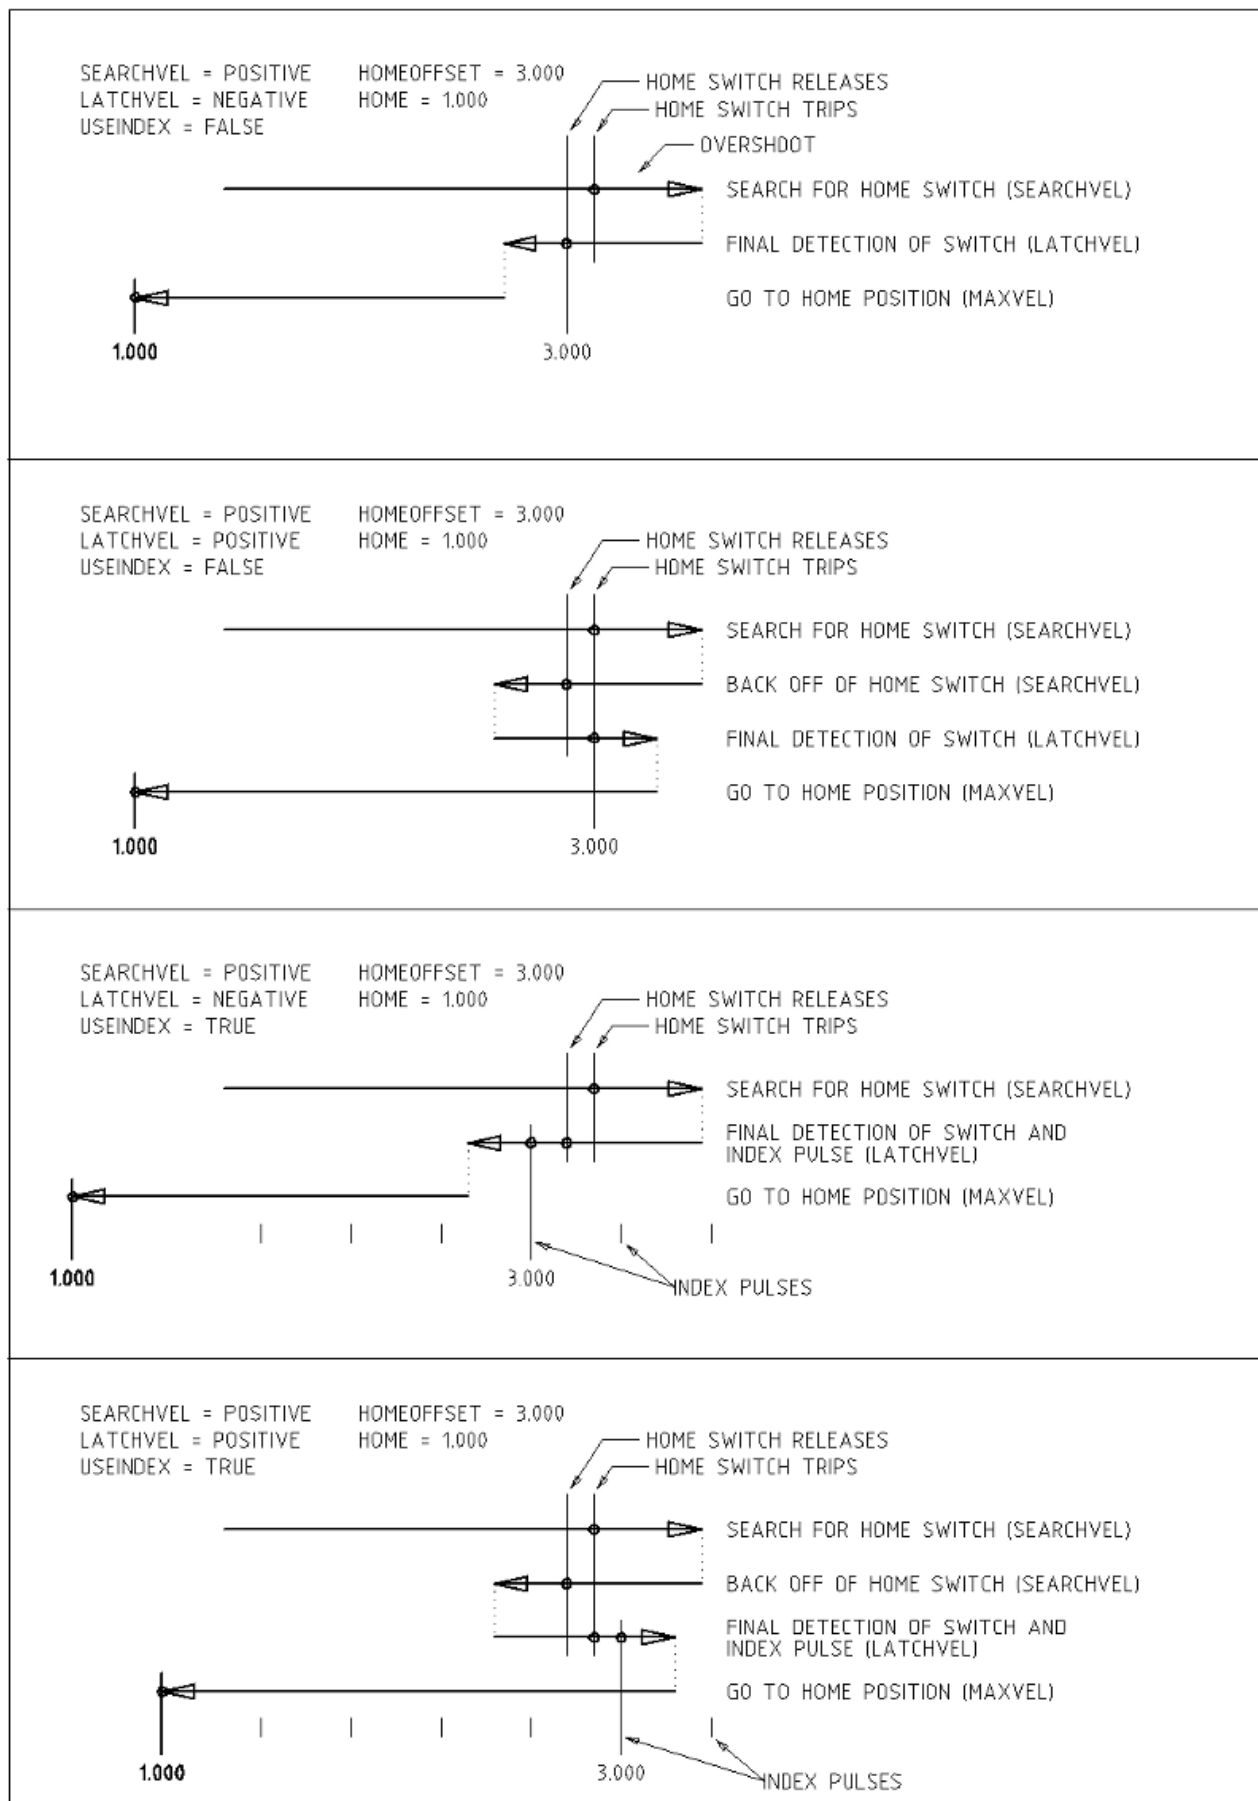 SEARCHVEL = POSITIVE HOMEOFFSET = 3.000
LATCHVEL = NEGATIVE HOME = 1.000
USEINDEX = FALSE
HOME SWITCH RELEASES
HOME SWITCH TRIPS
OVERSHOOT
SEARCH FOR HOME SWITCH (SEARCHVEL)
FINAL DETECTION OF SWITCH (LATCHVEL)
GO TO HOME POSITION (MAXVEL)
1.000 3.000
SEARCHVEL = POSITIVE HOMEOFFSET = 3.000
LATCHVEL = POSITIVE HOME = 1.000
USEINDEX = FALSE
HOME SWITCH RELEASES
HOME SWITCH TRIPS
SEARCH FOR HOME SWITCH (SEARCHVEL)
BACK OFF OF HOME SWITCH (SEARCHVEL)
FINAL DETECTION OF SWITCH (LATCHVEL)
GO TO HOME POSITION (MAXVEL)
1.000 3.000
SEARCHVEL = POSITIVE HOMEOFFSET = 3.000
LATCHVEL = NEGATIVE HOME = 1.000
USEINDEX = TRUE
HOME SWITCH RELEASES
HOME SWITCH TRIPS
SEARCH FOR HOME SWITCH (SEARCHVEL)
FINAL DETECTION OF SWITCH AND
INDEX PULSE (LATCHVEL)
GO TO HOME POSITION (MAXVEL)
1.000 3.000
INDEX PULSES
SEARCHVEL = POSITIVE HOMEOFFSET = 3.000
LATCHVEL = POSITIVE HOME = 1.000
USEINDEX = TRUE
HOME SWITCH RELEASES
HOME SWITCH TRIPS
SEARCH FOR HOME SWITCH (SEARCHVEL)
BACK OFF OF HOME SWITCH (SEARCHVEL)
FINAL DETECTION OF SWITCH AND
INDEX PULSE (LATCHVEL)
GO TO HOME POSITION (MAXVEL)
1.000 3.000
INDEX PULSES